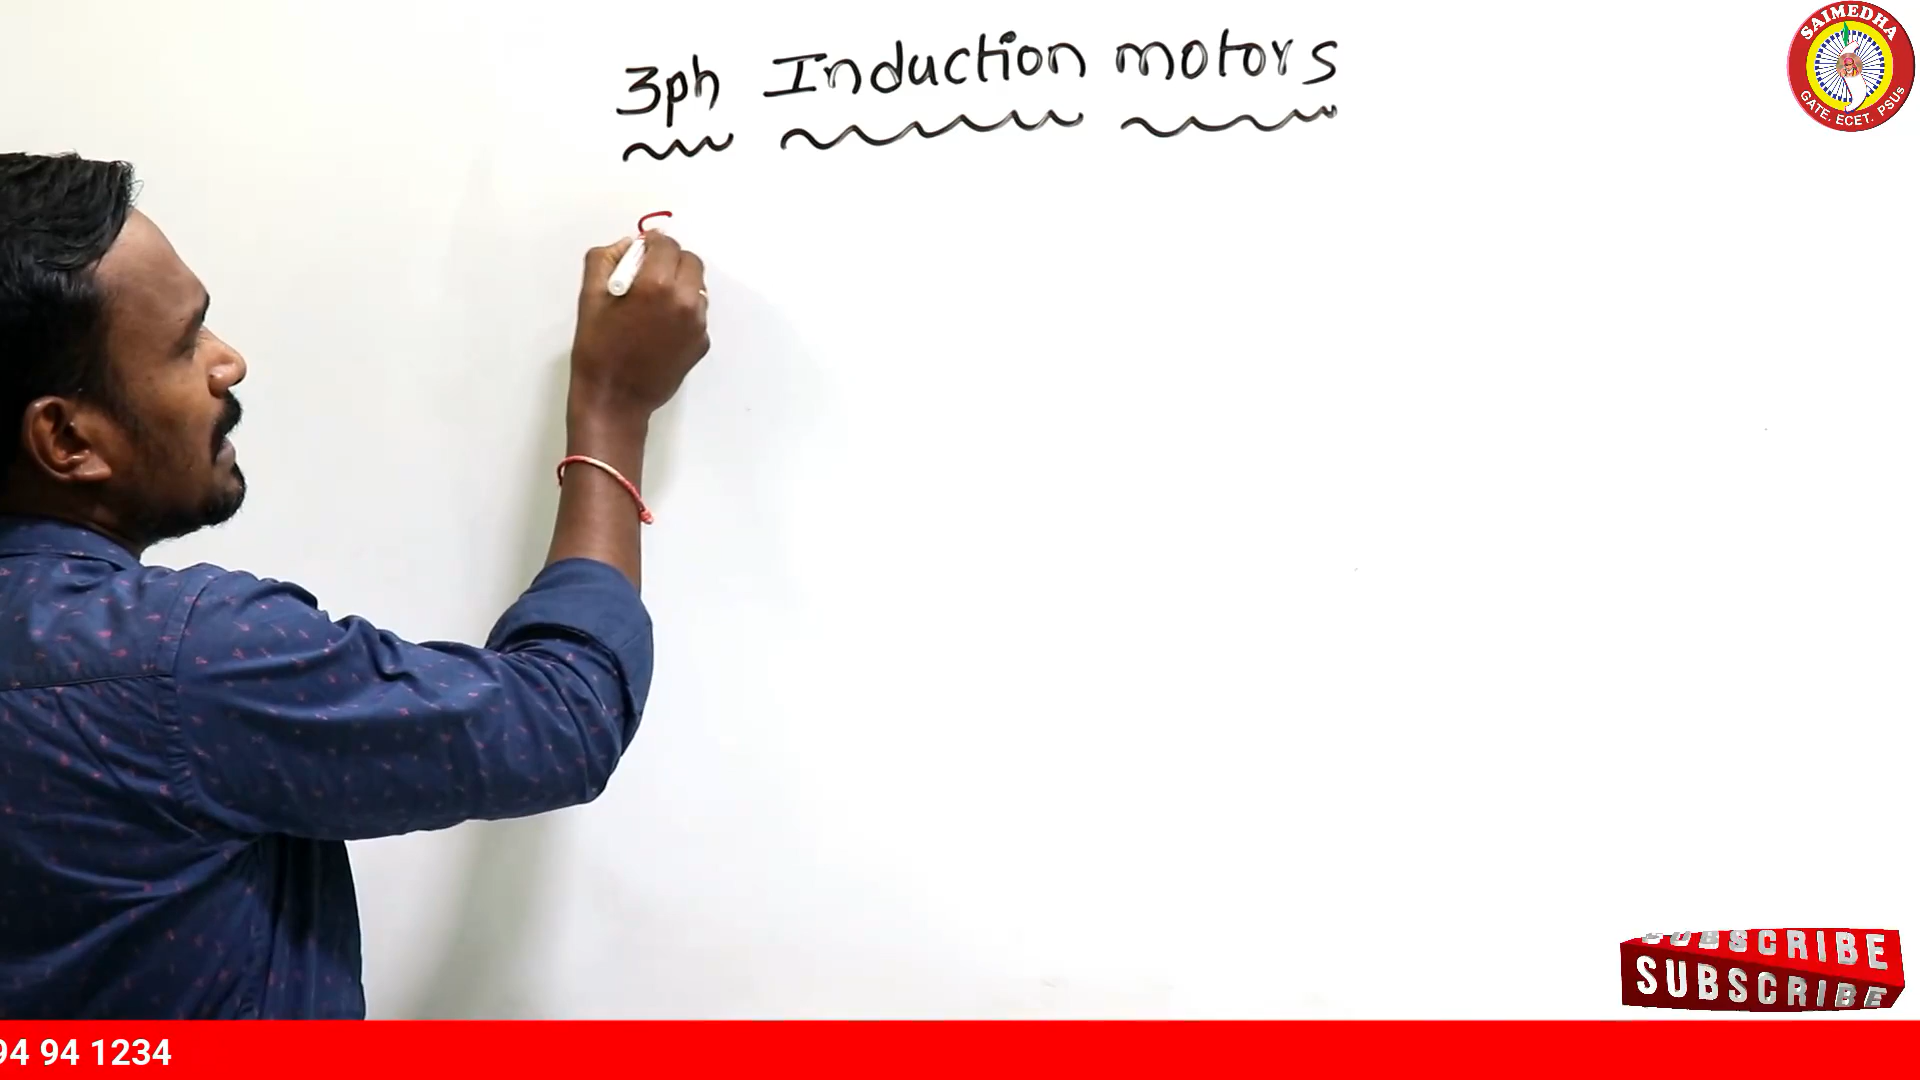 3ph Induction motors
SAIMEDHA
GATE. ECET. PSUs
SUBSCRIBE
SUBSCRIBE
94 94 1234